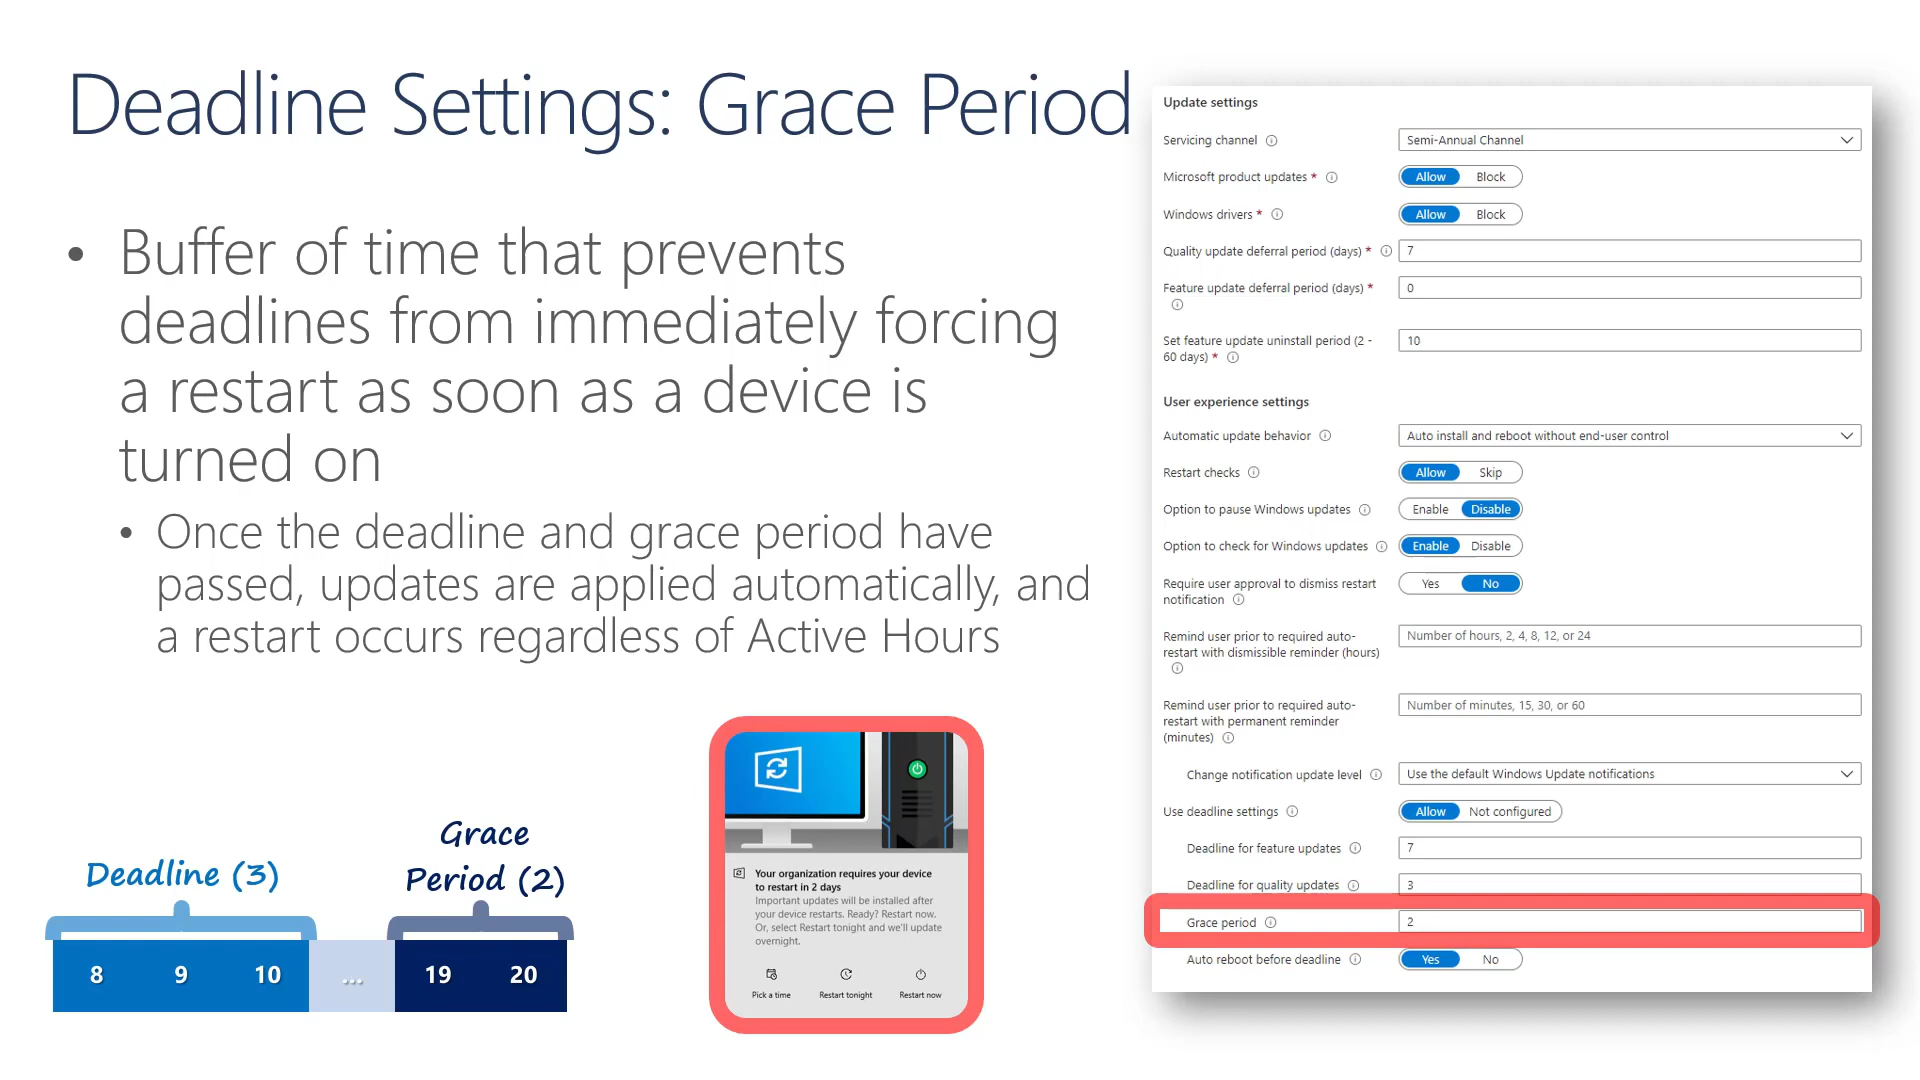 Deadline Settings: Grace Period
• Buffer of time that prevents
deadlines from immediately forcing
a restart as soon as a device is
turned on
• Once the deadline and grace period have
passed, updates are applied automatically, and
a restart occurs regardless of Active Hours
Deadline (3)
Grace
Period (2)
8 9 10 ... 19 20
Your organization requires your device
to restart in 2 days
Important updates will be installed after
your device restarts. Ready? Restart now.
Or, select Restart tonight and we'll update
overnight.
Pick a time Restart tonight Restart now
Update settings
Servicing channel Semi-Annual Channel
Microsoft product updates * Allow Block
Windows drivers * Allow Block
Quality update deferral period (days) * 7
Feature update deferral period (days) * 0
Set feature update uninstall period (2 - 10
60 days) *
User experience settings
Automatic update behavior Auto install and reboot without end-user control
Restart checks Allow Skip
Option to pause Windows updates Enable Disable
Option to check for Windows updates Enable Disable
Require user approval to dismiss restart Yes No
notification
Remind user prior to required auto- Number of hours, 2, 4, 8, 12, or 24
restart with dismissible reminder (hours)
Remind user prior to required auto- Number of minutes, 15, 30, or 60
restart with permanent reminder
(minutes)
Change notification update level Use the default Windows Update notifications
Use deadline settings Allow Not configured
Deadline for feature updates 7
Deadline for quality updates 3
Grace period 2
Auto reboot before deadline Yes No